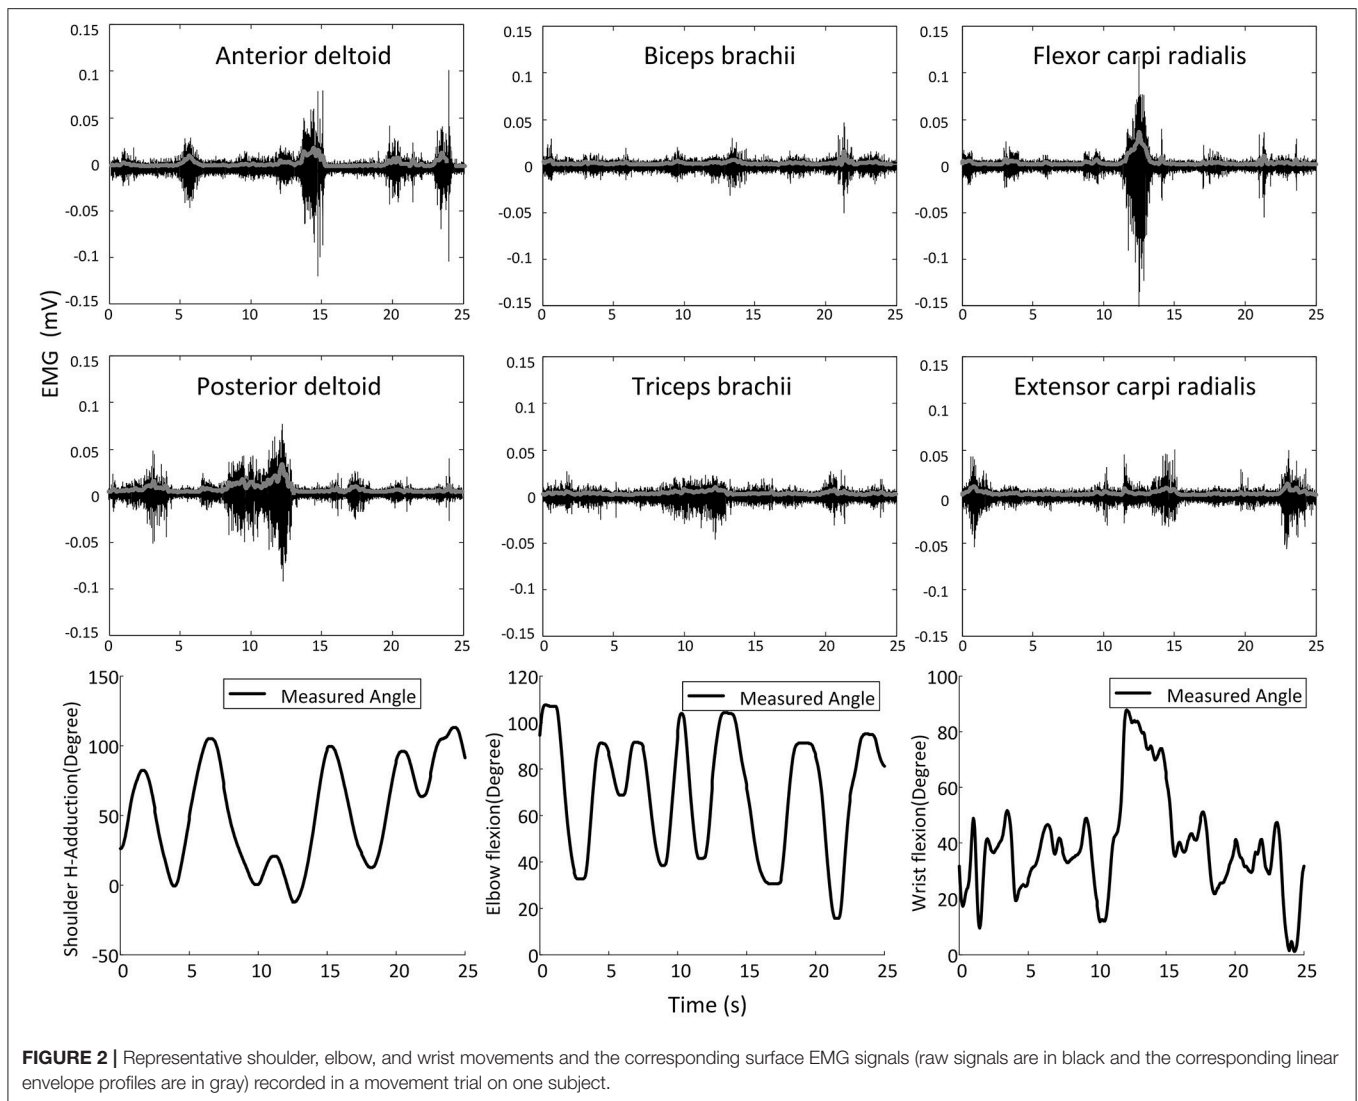 Anterior deltoid
0.15
0.1
0.05
0
-0.05
-0.1
-0.15
0 5 10 15 20 25
Biceps brachii
0.15
0.1
0.05
0
-0.05
-0.1
-0.15
0 5 10 15 20 25
Flexor carpi radialis
0.15
0.1
0.05
0
-0.05
-0.1
-0.15
0 5 10 15 20 25
EMG (mV)
Posterior deltoid
0.15
0.1
0.05
0
-0.05
-0.1
-0.15
0 5 10 15 20 25
Triceps brachii
0.15
0.1
0.05
0
-0.05
-0.1
-0.15
0 5 10 15 20 25
Extensor carpi radialis
0.15
0.1
0.05
0
-0.05
-0.1
-0.15
0 5 10 15 20 25
Shoulder H-Adduction(Degree)
150
100
50
0
-50
Measured Angle
0 5 10 15 20 25
Elbow flexion(Degree)
120
100
80
60
40
20
0
Measured Angle
0 5 10 15 20 25
Wrist flexion(Degree)
100
80
60
40
20
0
Measured Angle
0 5 10 15 20 25
Time (s)
FIGURE 2 | Representative shoulder, elbow, and wrist movements and the corresponding surface EMG signals (raw signals are in black and the corresponding linear
envelope profiles are in gray) recorded in a movement trial on one subject.